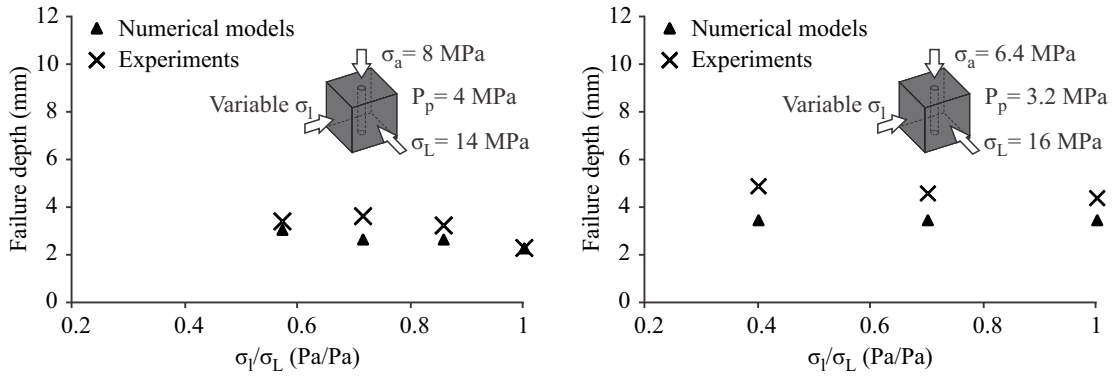 12
10
8
6
4
2
0
Failure depth (mm)
Numerical models
Experiments
σa= 8 MPa
Pp= 4 MPa
Variable σl
σL= 14 MPa
0.2 0.4 0.6 0.8 1
σl/σL (Pa/Pa)
12
10
8
6
4
2
0
Failure depth (mm)
Numerical models
Experiments
σa= 6.4 MPa
Pp= 3.2 MPa
Variable σl
σL= 16 MPa
0.2 0.4 0.6 0.8 1
σl/σL (Pa/Pa)